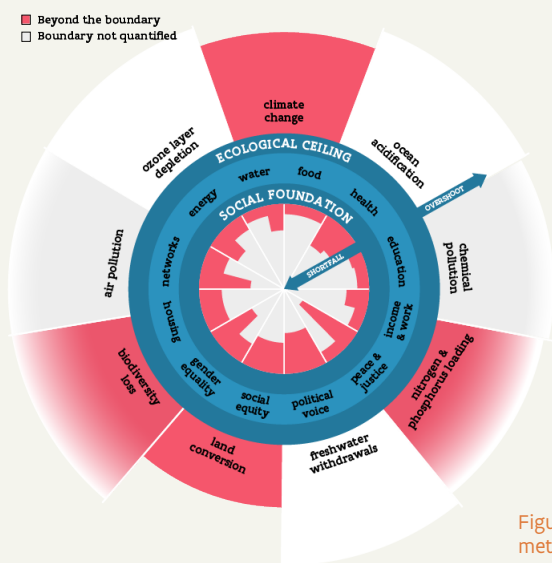 Beyond the boundary
Boundary not quantified
climate
change
ozone layer
depletion
ocean
acidification
ECOLOGICAL CEILING
water
food
energy
health
SOCIAL FOUNDATION
OVERSHOOT
SHORTFALL
air pollution
networks
education
chemical
pollution
housing
income
& work
gender
equality
peace &
justice
social
equity
political
voice
biodiversity
loss
nitrogen &
phosphorus loading
land
conversion
freshwater
withdrawals
Figu
met